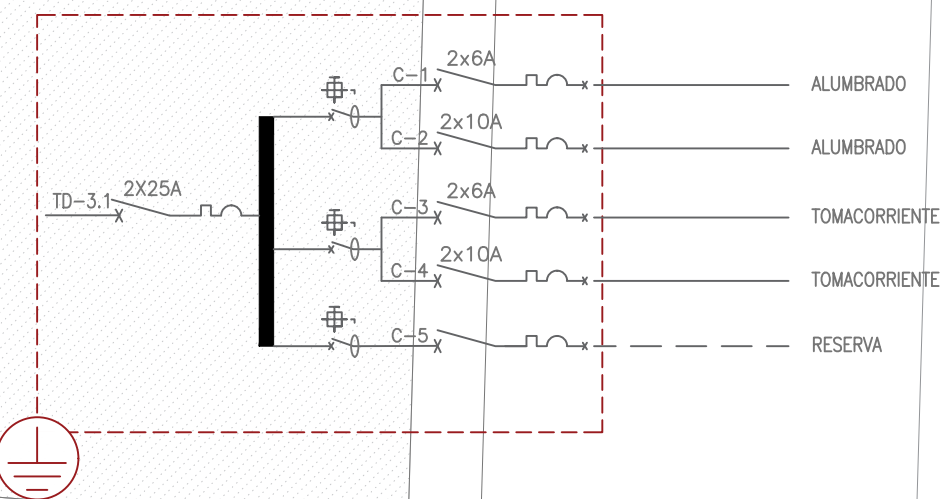 2x6A
C-1
ALUMBRADO
2x10A
C-2
ALUMBRADO
TD-3.1
2X25A
2x6A
C-3
TOMACORRIENTE
2x10A
C-4
TOMACORRIENTE
C-5
RESERVA